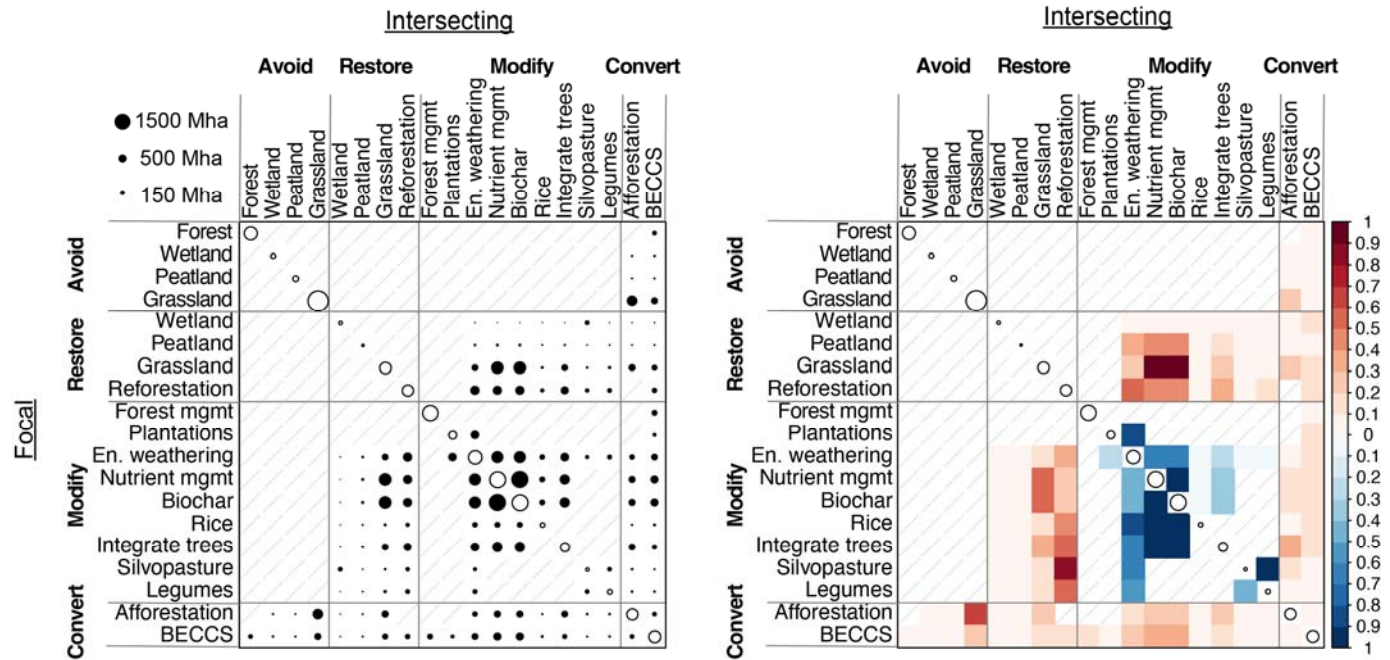 Intersecting
Avoid Restore Modify Convert
1500 Mha
500 Mha
150 Mha
Forest
Wetland
Peatland
Grassland
Wetland
Peatland
Grassland
Reforestation
Forest mgmt
Plantations
En. weathering
Nutrient mgmt
Biochar
Rice
Integrate trees
Silvopasture
Legumes
Afforestation
BECCS
Focal
Avoid
Forest
Wetland
Peatland
Grassland
Restore
Wetland
Peatland
Grassland
Reforestation
Modify
Forest mgmt
Plantations
En. weathering
Nutrient mgmt
Biochar
Rice
Integrate trees
Silvopasture
Legumes
Convert
Afforestation
BECCS
Intersecting
Avoid Restore Modify Convert
Forest
Wetland
Peatland
Grassland
Wetland
Peatland
Grassland
Reforestation
Forest mgmt
Plantations
En. weathering
Nutrient mgmt
Biochar
Rice
Integrate trees
Silvopasture
Legumes
Afforestation
BECCS
Avoid
Forest
Wetland
Peatland
Grassland
Restore
Wetland
Peatland
Grassland
Reforestation
Modify
Forest mgmt
Plantations
En. weathering
Nutrient mgmt
Biochar
Rice
Integrate trees
Silvopasture
Legumes
Convert
Afforestation
BECCS
1
0.9
0.8
0.7
0.6
0.5
0.4
0.3
0.2
0.1
0
0.1
0.2
0.3
0.4
0.5
0.6
0.7
0.8
0.9
1